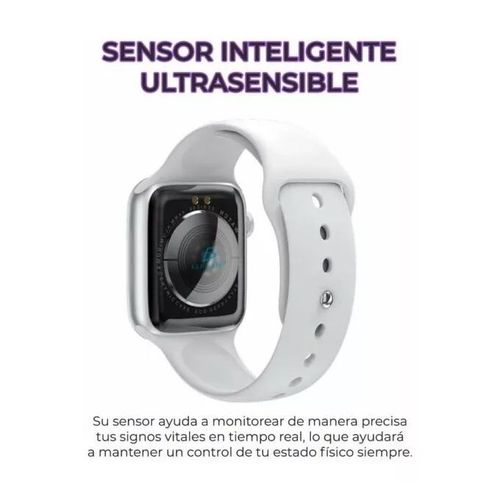 SENSOR INTELIGENTE
ULTRASENSIBLE
Su sensor ayuda a monitorear de manera precisa
tus signos vitales en tiempo real, lo que ayudará
a mantener un control de tu estado físico siempre.